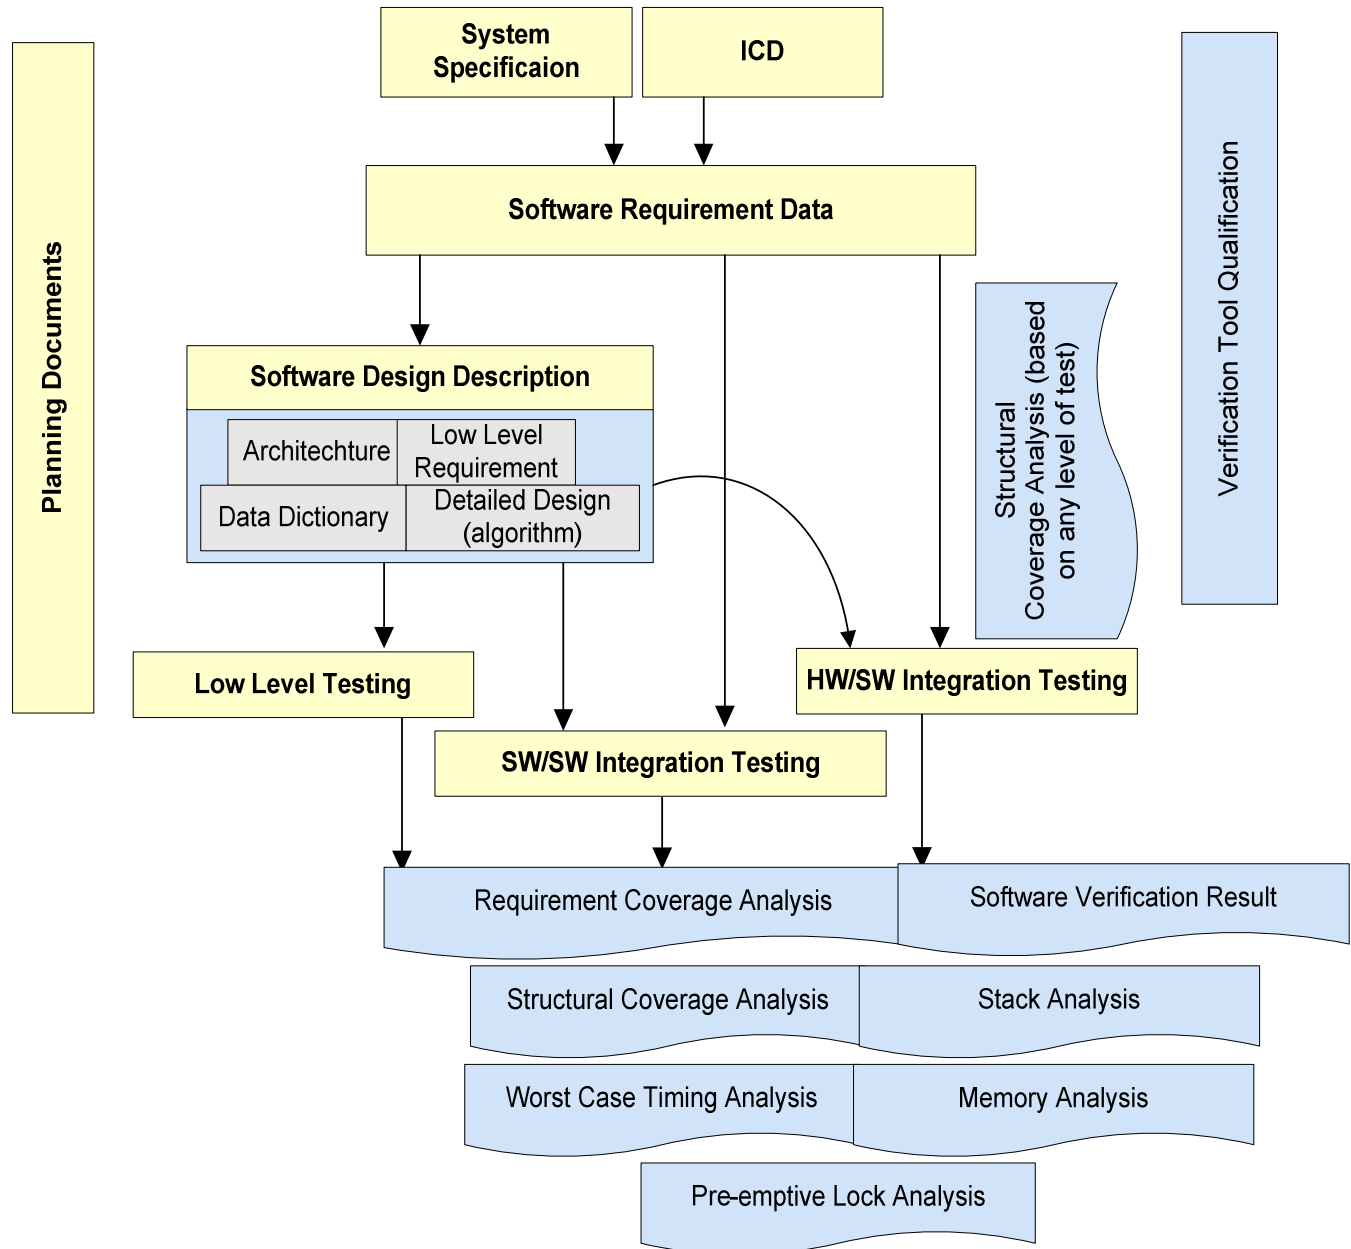 System
Specificaion
ICD
Planning Documents
Verification Tool Qualification
Software Requirement Data
Structural
Coverage Analysis (based
on any level of test)
Software Design Description
Architechture
Low Level
Requirement
Data Dictionary
Detailed Design
(algorithm)
Low Level Testing
HW/SW Integration Testing
SW/SW Integration Testing
Requirement Coverage Analysis
Software Verification Result
Structural Coverage Analysis
Stack Analysis
Worst Case Timing Analysis
Memory Analysis
Pre-emptive Lock Analysis